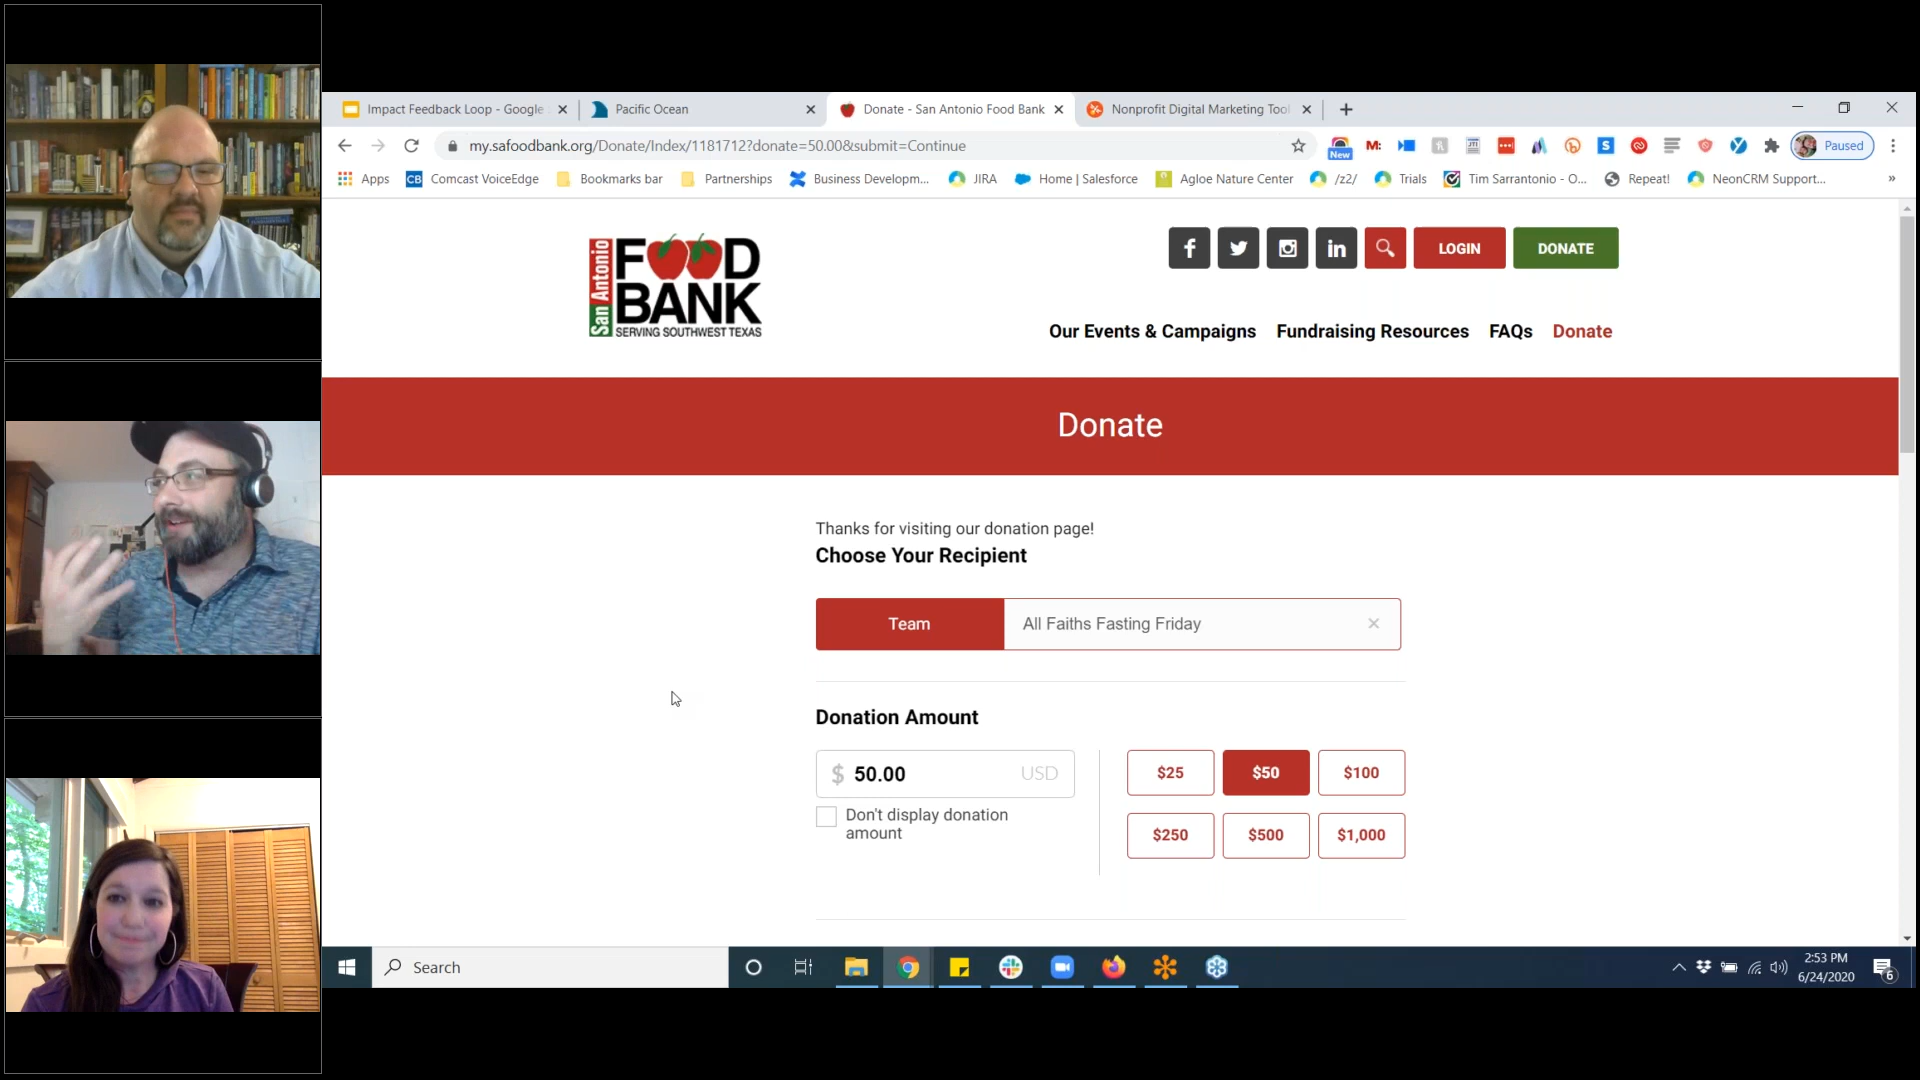 Impact Feedback Loop - Google
Pacific Ocean
Donate - San Antonio Food Bank
Nonprofit Digital Marketing Tool
my.safoodbank.org/Donate/Index/1181712?donate=50.00&submit=Continue
New
M:
Paused
Apps
CB
Comcast VoiceEdge
Bookmarks bar
Partnerships
Business Developm...
JIRA
Home | Salesforce
Agloe Nature Center
/z2/
Trials
Tim Sarrantonio - O...
Repeat!
NeonCRM Support...
»
San Antonio
FOOD
BANK
SERVING SOUTHWEST TEXAS
LOGIN
DONATE
Our Events & Campaigns
Fundraising Resources
FAQs
Donate
Donate
Thanks for visiting our donation page!
Choose Your Recipient
Team
All Faiths Fasting Friday
Donation Amount
$ 50.00 USD
$25
$50
$100
Don't display donation
amount
$250
$500
$1,000
Search
2:53 PM
6/24/2020
6